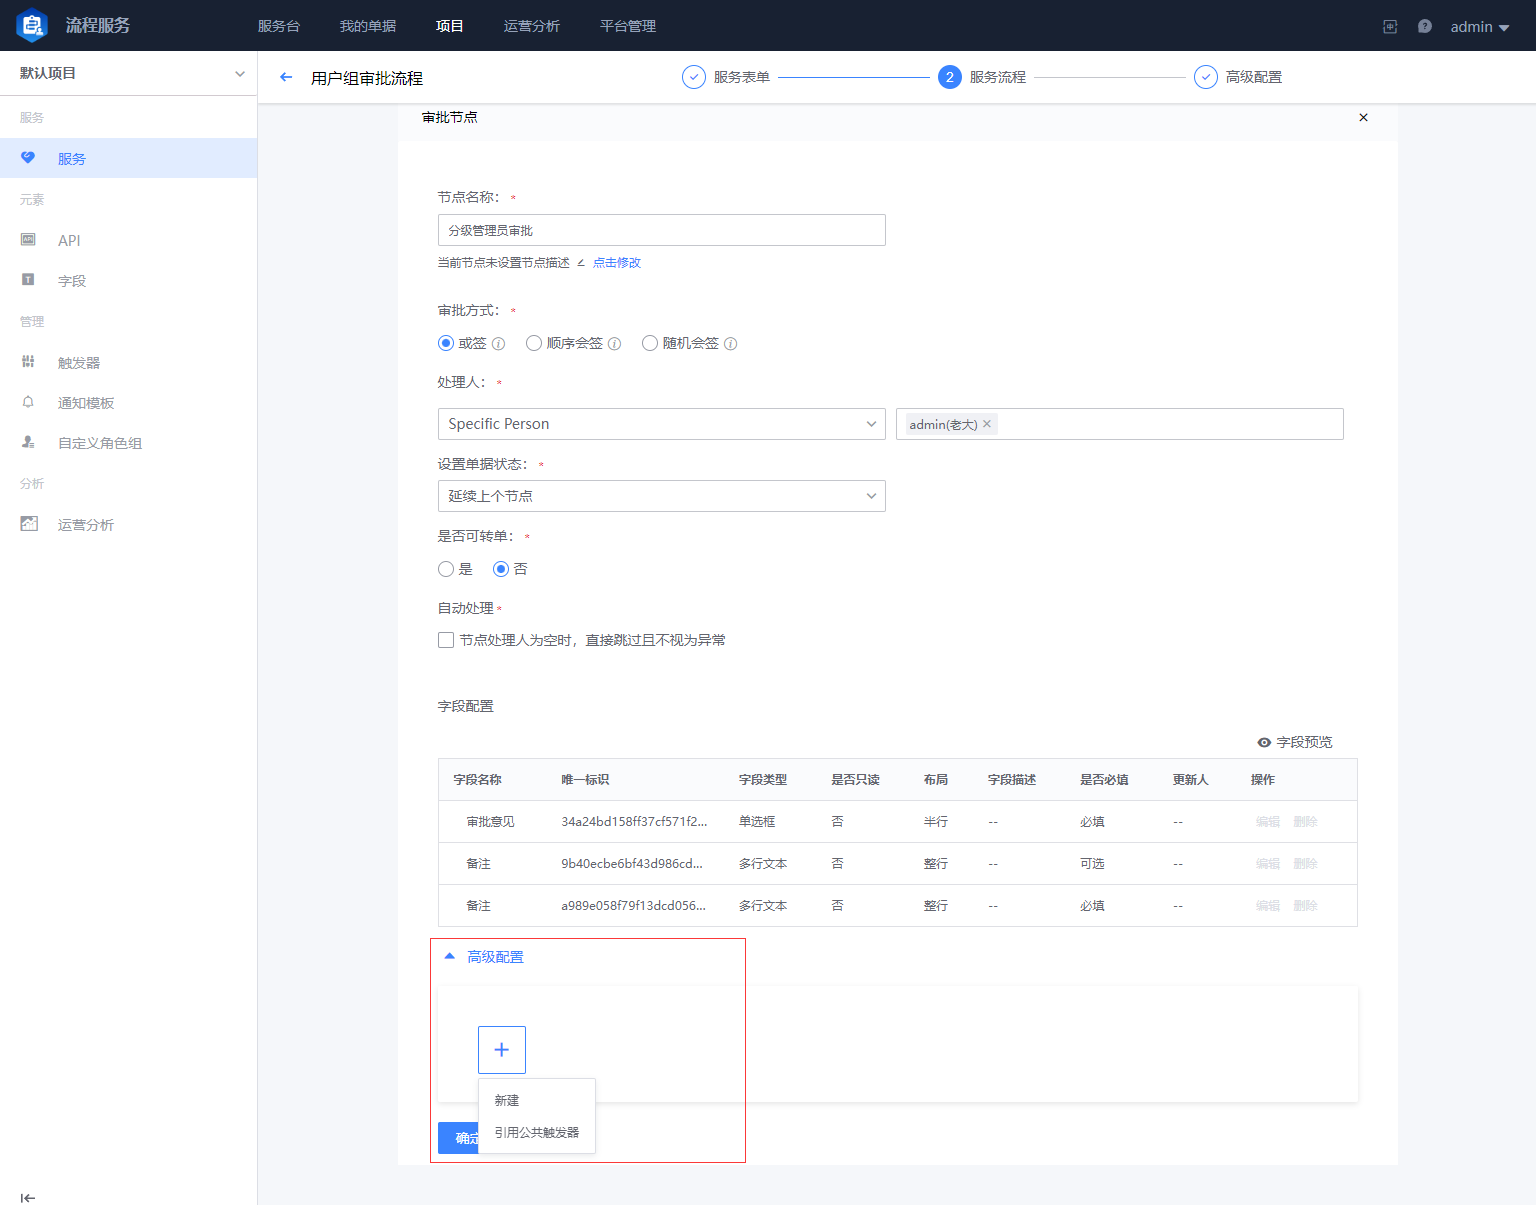 流程服务
服务台 我的单据 项目 运营分析 平台管理
admin
默认项目
用户组审批流程
服务表单 2 服务流程 高级配置
服务
服务
元素
API
字段
管理
触发器
通知模板
自定义角色组
分析
运营分析
审批节点
节点名称： *
分级管理员审批
当前节点未设置节点描述 点击修改
审批方式： *
或签 顺序会签 随机会签
处理人： *
Specific Person admin(老大) ×
设置单据状态： *
延续上个节点
是否可转单： *
是 否
自动处理 *
节点处理人为空时，直接跳过且不视为异常
字段配置
字段预览
字段名称 唯一标识 字段类型 是否只读 布局 字段描述 是否必填 更新人 操作
审批意见 34a24bd158ff37cf571f2... 单选框 否 半行 -- 必填 -- 编辑 删除
备注 9b40ecbe6bf43d986cd... 多行文本 否 整行 -- 可选 -- 编辑 删除
备注 a989e058f79f13dcd056... 多行文本 否 整行 -- 必填 -- 编辑 删除
高级配置
新建
引用公共触发器
确定